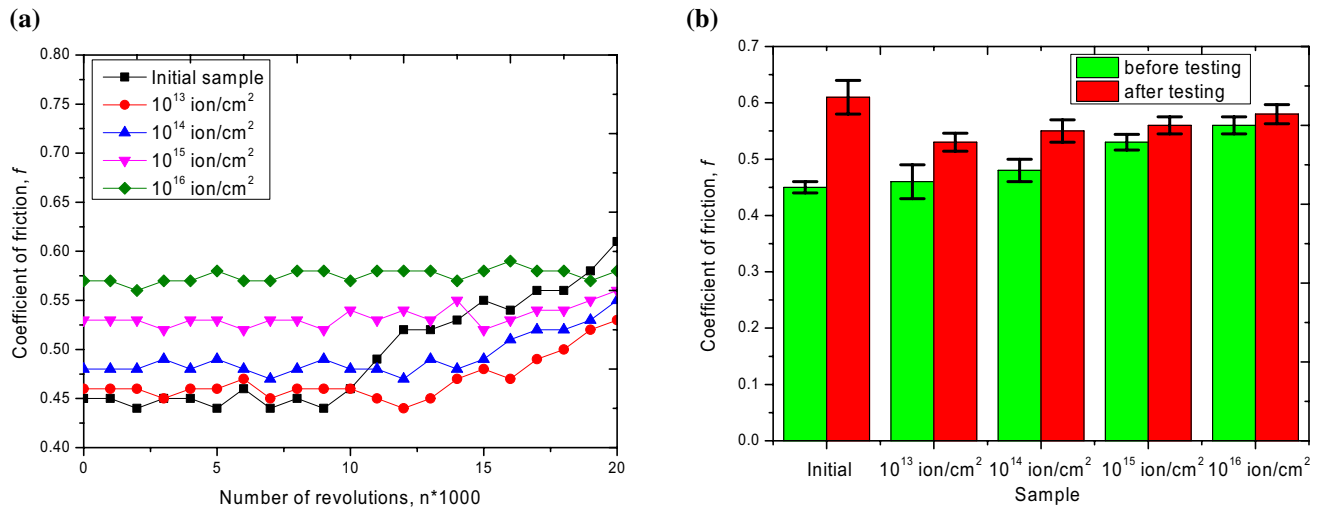 (a)
Coefficient of friction, f
0.80
0.75
0.70
0.65
0.60
0.55
0.50
0.45
0.40
Initial sample
10¹³ ion/cm²
10¹⁴ ion/cm²
10¹⁵ ion/cm²
10¹⁶ ion/cm²
0 5 10 15 20
Number of revolutions, n*1000
(b)
Coefficient of friction, f
0.7
0.6
0.5
0.4
0.3
0.2
0.1
0.0
before testing
after testing
Initial 10¹³ ion/cm² 10¹⁴ ion/cm² 10¹⁵ ion/cm² 10¹⁶ ion/cm²
Sample